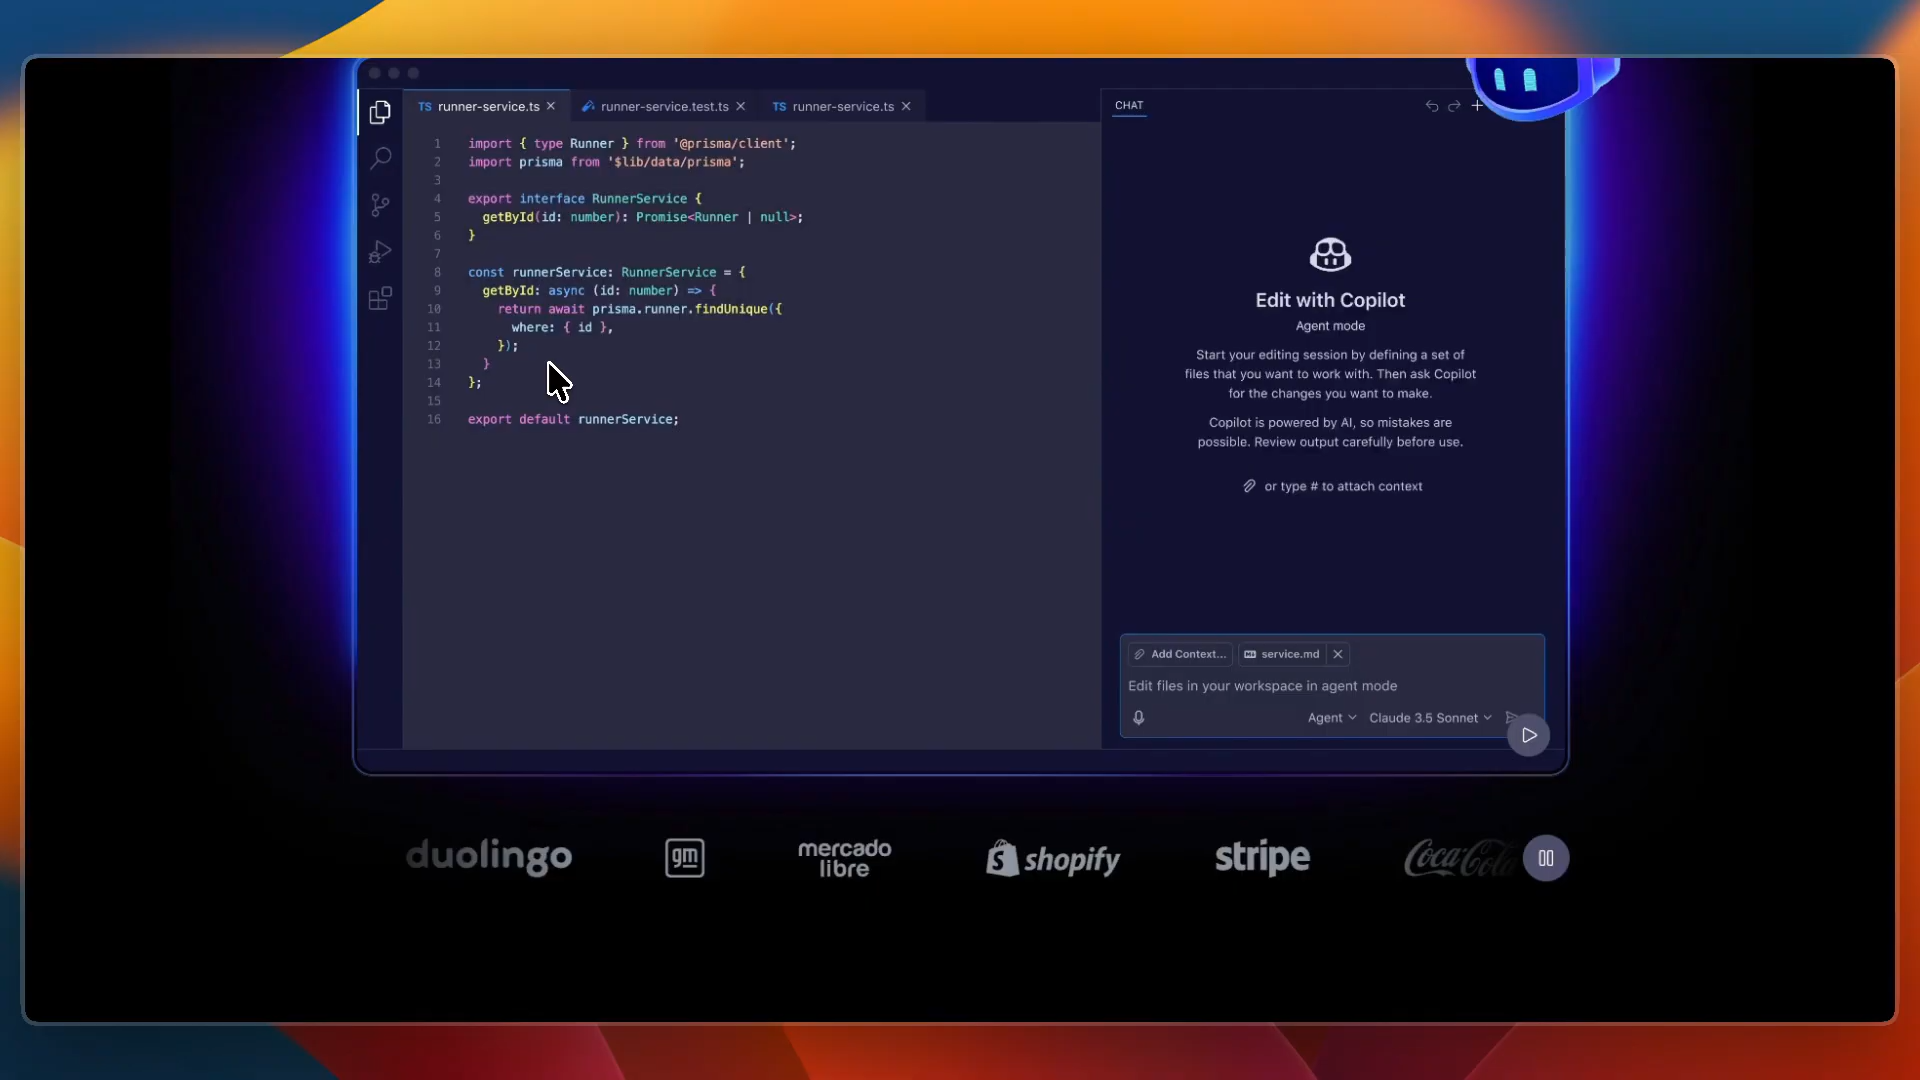 runner-service.ts
runner-service.test.ts
TS runner-service.ts
CHAT
1 import { type Runner } from '@prisma/client';
2 import prisma from '$lib/data/prisma';
3
4 export interface RunnerService {
5 getById(id: number): Promise<Runner | null>;
6 }
7
8 const runnerService: RunnerService = {
9 getById: async (id: number) => {
10 return await prisma.runner.findUnique({
11 where: { id },
12 });
13 }
14 };
15
16 export default runnerService;
Edit with Copilot
Agent mode
Start your editing session by defining a set of
files that you want to work with. Then ask Copilot
for the changes you want to make.
Copilot is powered by AI, so mistakes are
possible. Review output carefully before use.
or type # to attach context
Add Context... service.md
Edit files in your workspace in agent mode
Agent Claude 3.5 Sonnet
duolingo
gm
mercado
libre
shopify
stripe
Coca-Cola